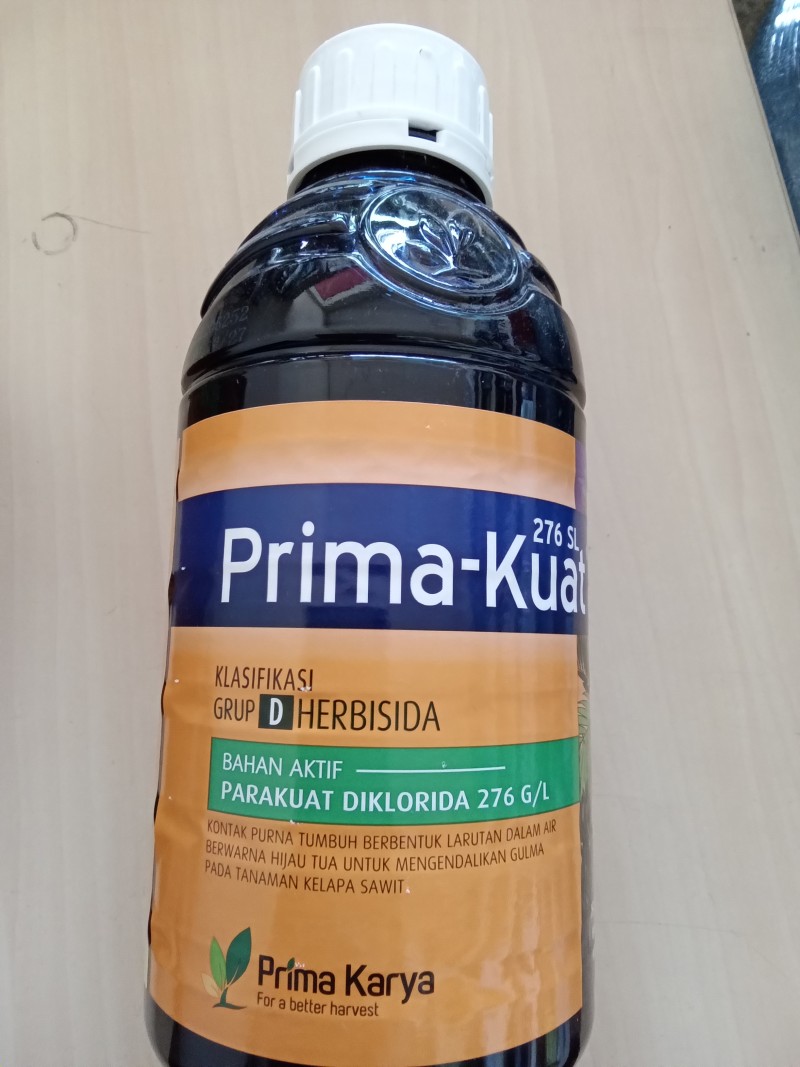 276 SL
Prima-Kuat
KLASIFIKASI
GRUP D HERBISIDA
BAHAN AKTIF
PARAKUAT DIKLORIDA 276 G/L
KONTAK PURNA TUMBUH BERBENTUK LARUTAN DALAM AIR
BERWARNA HIJAU TUA UNTUK MENGENDALIKAN GULMA
PADA TANAMAN KELAPA SAWIT
Prima Karya
For a better harvest